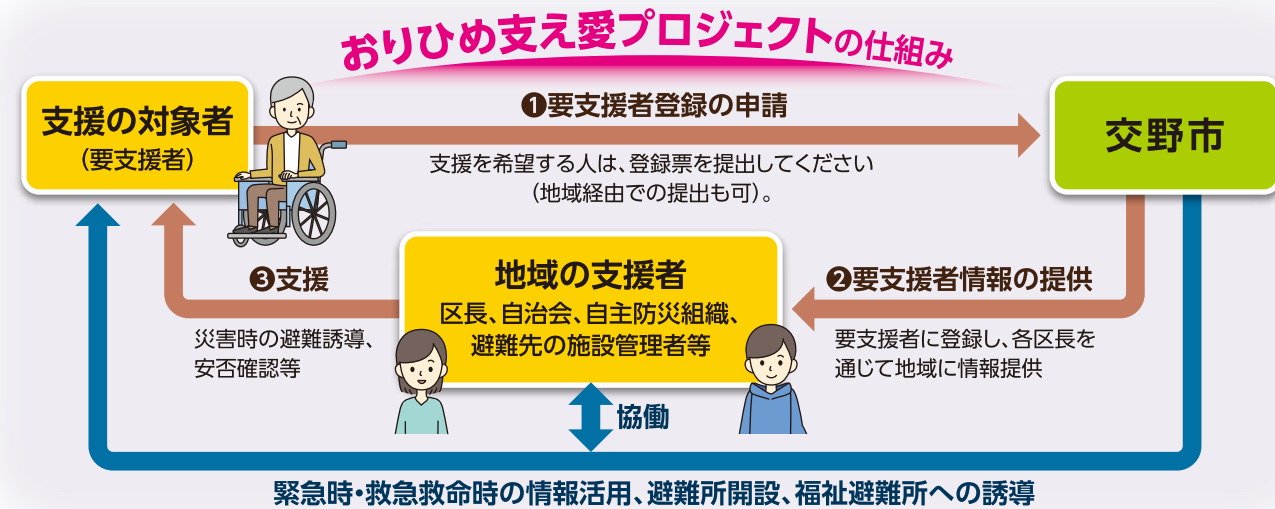 おりひめ支え愛プロジェクトの仕組み
支援の対象者
(要支援者)
❶要支援者登録の申請
支援を希望する人は、登録票を提出してください
(地域経由での提出も可)。
交野市
❷要支援者情報の提供
要支援者に登録し、各区長を
通じて地域に情報提供
地域の支援者
区長、自治会、自主防災組織、
避難先の施設管理者等
❸支援
災害時の避難誘導、
安否確認等
協働
緊急時・救急救命時の情報活用、避難所開設、福祉避難所への誘導